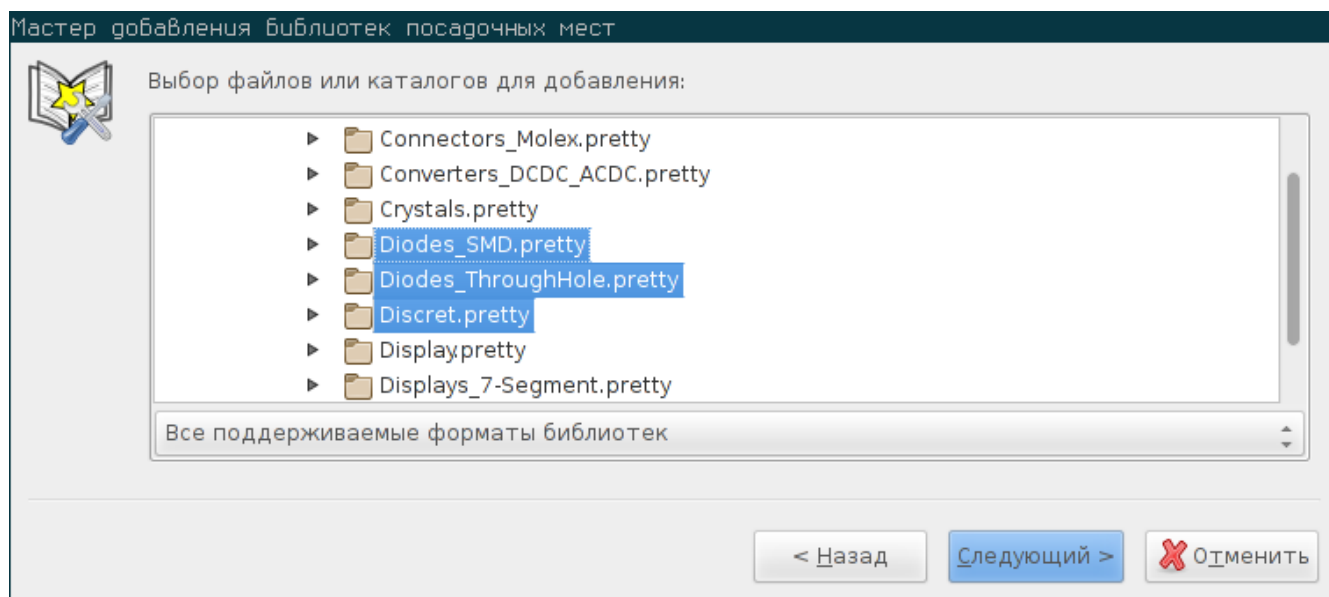 Мастер добавления библиотек посадочных мест
Выбор файлов или каталогов для добавления:
Connectors_Molex.pretty
Converters_DCDC_ACDC.pretty
Crystals.pretty
Diodes_SMD.pretty
Diodes_ThroughHole.pretty
Discret.pretty
Display.pretty
Displays_7-Segment.pretty
Все поддерживаемые форматы библиотек
< Назад Следующий > Отменить